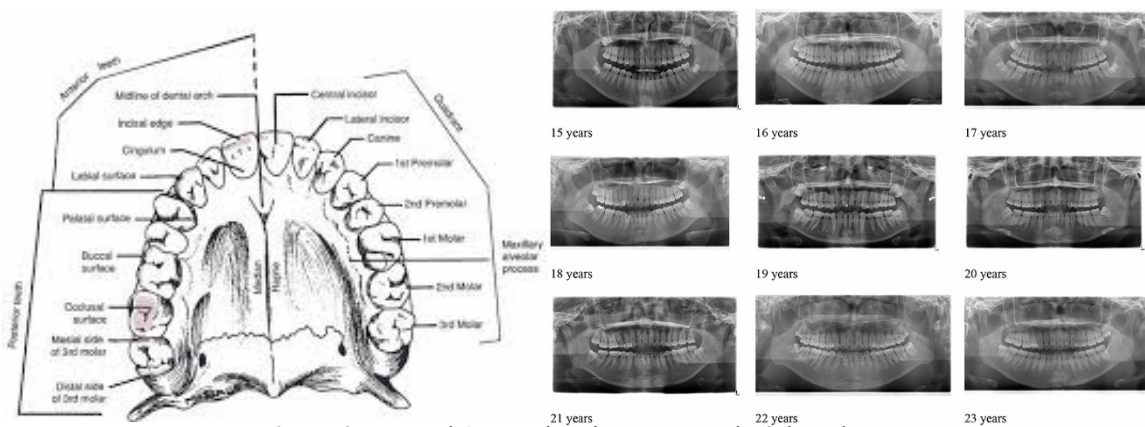 Anterior teeth
Midline of dental arch
Incisal edge
Cingulum
Labial surface
Palatal surface
Buccal
surface
Occlusal
surface
Mesial side
of 3rd molar
Distal side
of 3rd molar
Posterior teeth
Central incisor
Lateral incisor
Canine
1st Premolar
2nd Premolar
1st Molar
2nd Molar
3rd Molar
Quadrant
Maxillary
alveolar
process
Median
Raphe
15 years
16 years
17 years
18 years
19 years
20 years
21 years
22 years
23 years